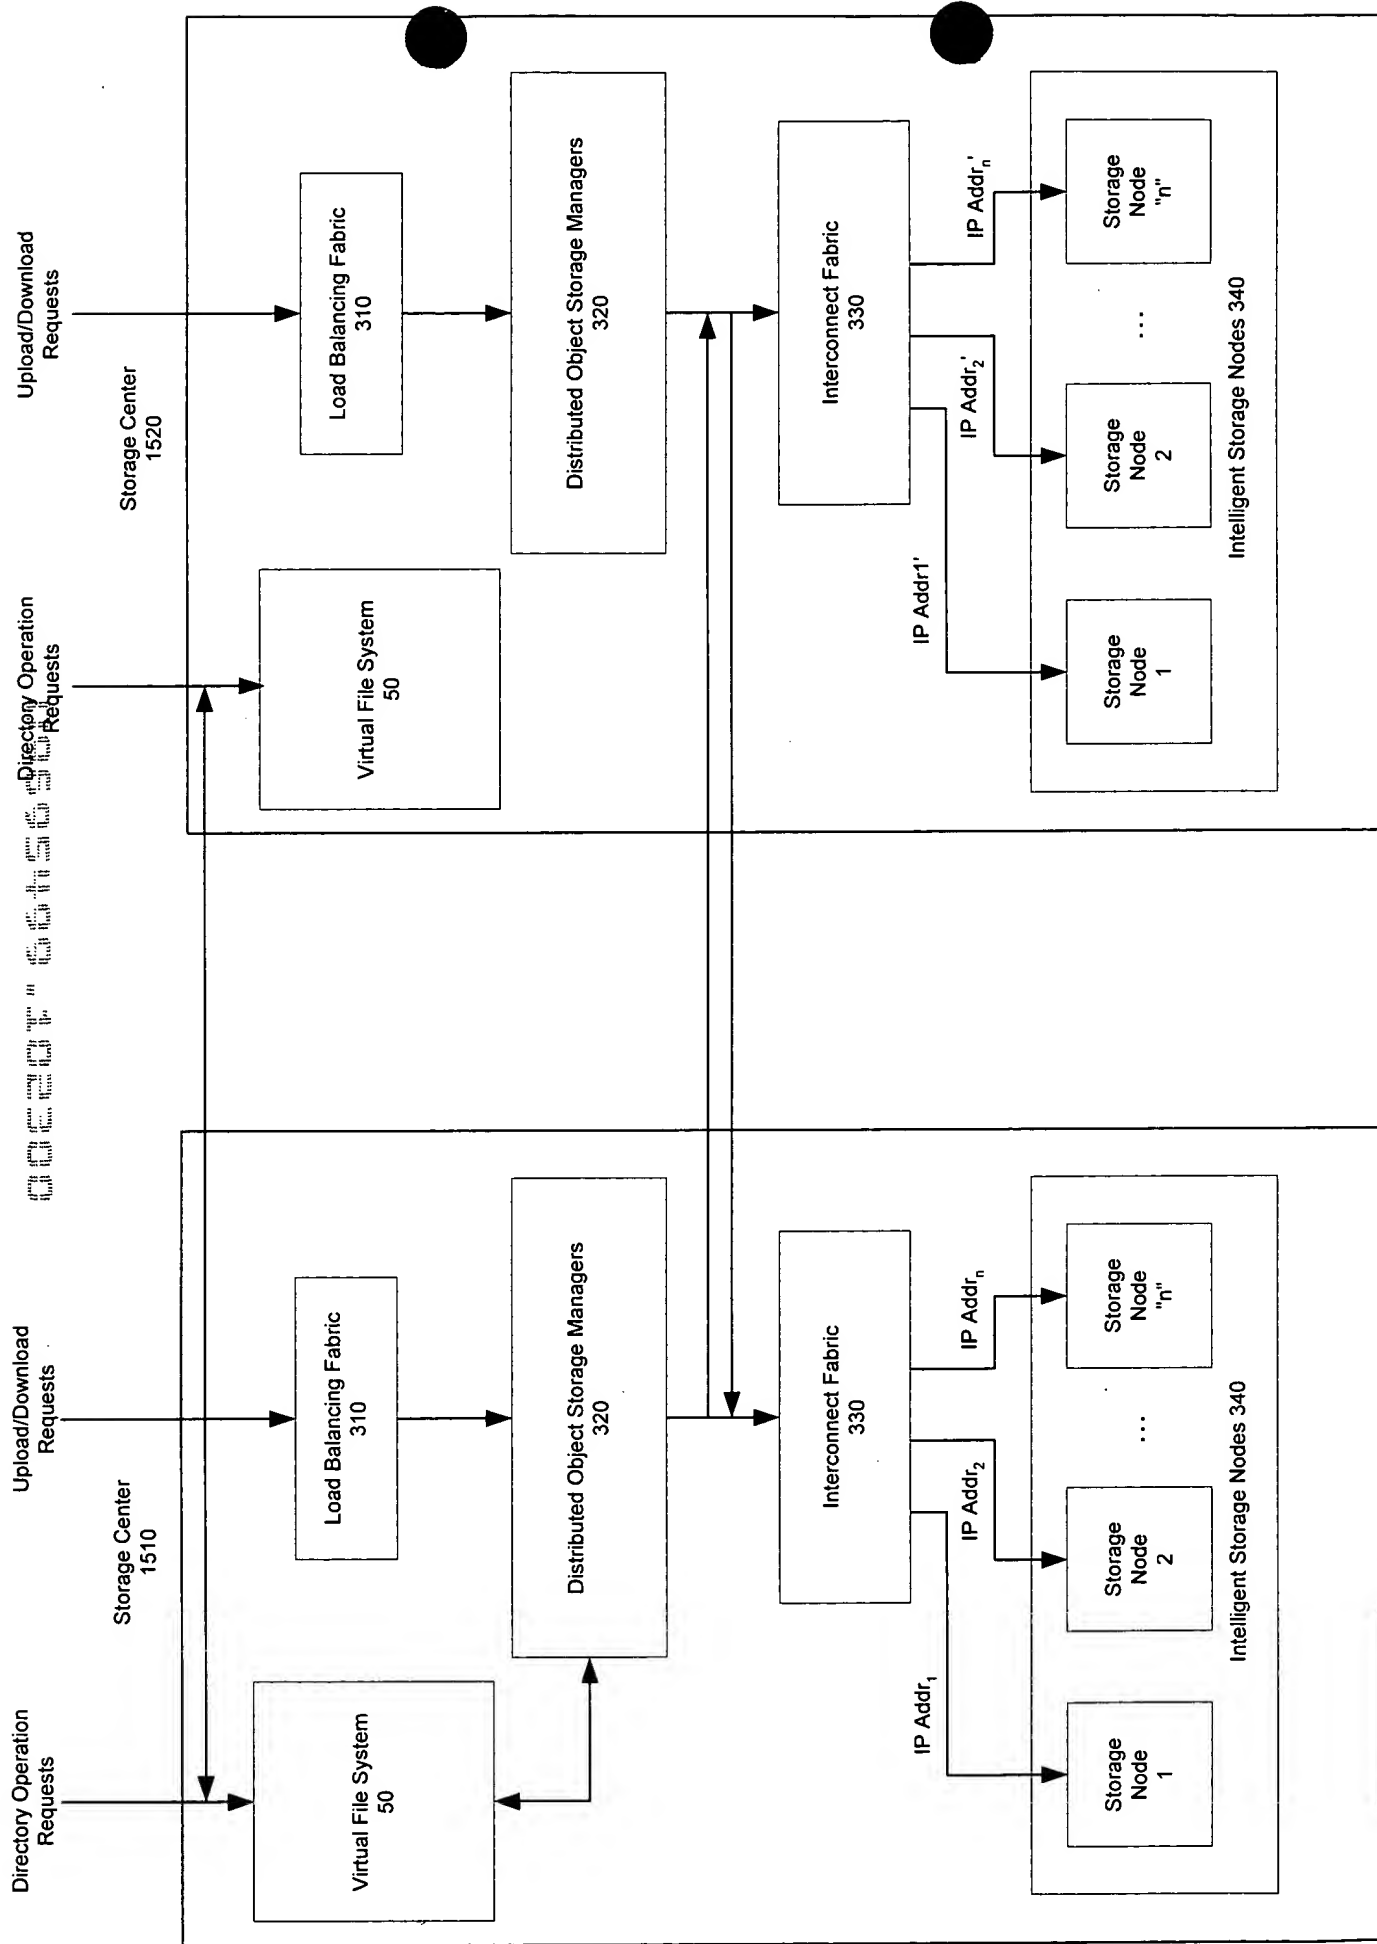 Directory Operation
Requests
Upload/Download
Requests
Storage Center
1510
Virtual File System
50
Load Balancing Fabric
310
Distributed Object Storage Managers
320
Interconnect Fabric
330
IP Addr1
IP Addr2
IP Addrn
Storage
Node
1
Storage
Node
2
...
Storage
Node
"n"
Intelligent Storage Nodes 340
Directory Operation
Requests
Upload/Download
Requests
Storage Center
1520
Virtual File System
50
Load Balancing Fabric
310
Distributed Object Storage Managers
320
Interconnect Fabric
330
IP Addr1'
IP Addr2'
IP Addrn'
Storage
Node
1
Storage
Node
2
...
Storage
Node
"n"
Intelligent Storage Nodes 340